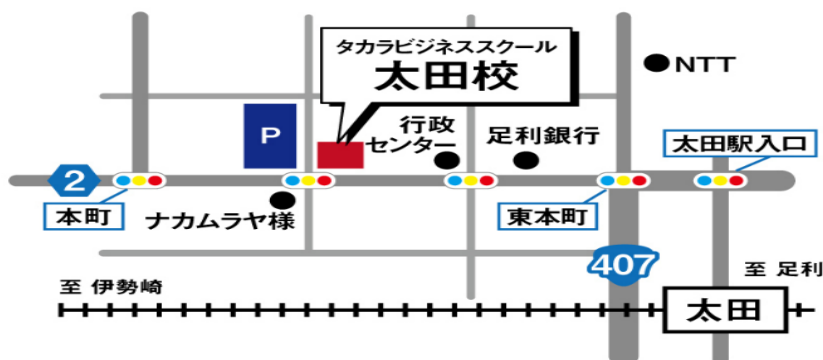 タカラビジネススクール
太田校
NTT
P
行政
センター
足利銀行
太田駅入口
2
本町
ナカムラヤ様
東本町
407
至 伊勢崎
至 足利
太田